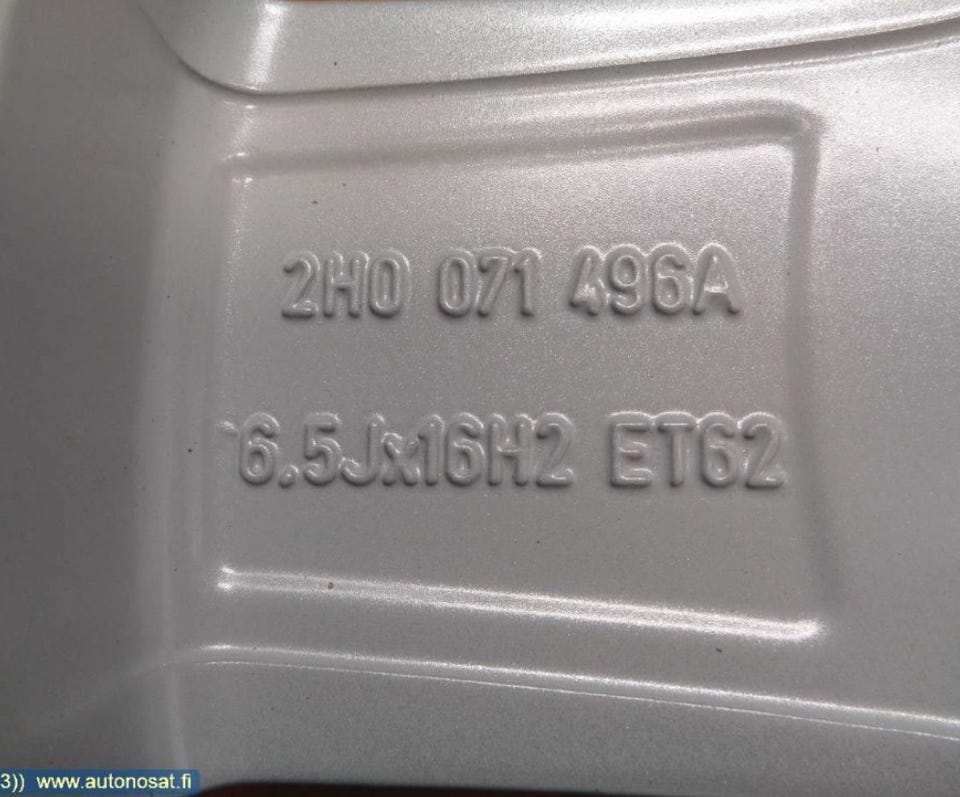 2H0 071 496A
6.5Jx16H2 ET62
3)) www.autonosat.fi